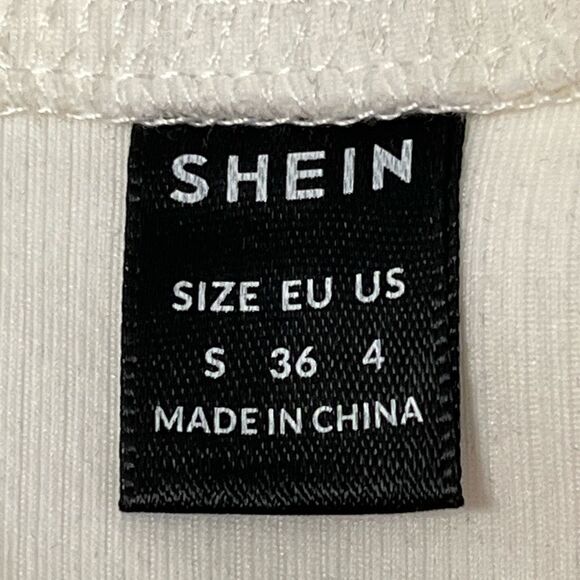 SHEIN
SIZE EU US
S 36 4
MADE IN CHINA